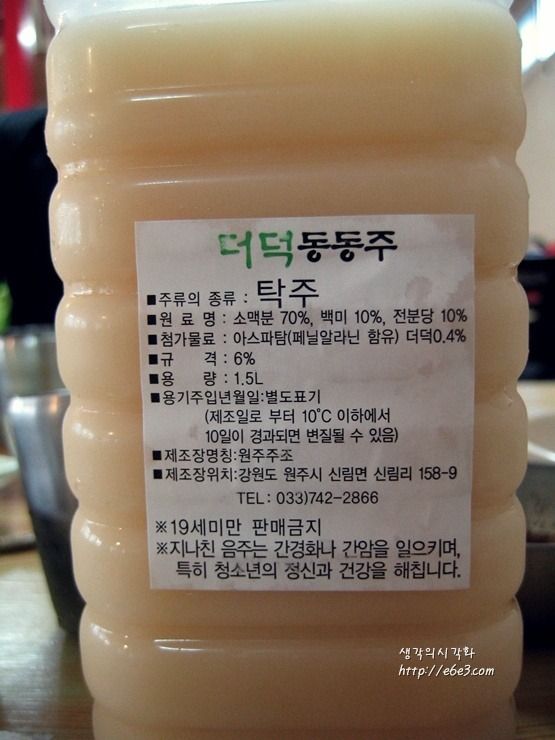 더덕동동주
■주류의 종류 : 탁주
■원 료 명 : 소맥분 70%, 백미 10%, 전분당 10%
■첨가물료 : 아스파탐(페닐알라닌 함유) 더덕0.4%
■규 격 : 6%
■용 량 : 1.5L
■용기주입년월일:별도표기
(제조일로 부터 10°C 이하에서
10일이 경과되면 변질될 수 있음)
■제조장명칭:원주주조
■제조장위치:강원도 원주시 신림면 신림리 158-9
TEL: 033)742-2866
※19세미만 판매금지
※지나친 음주는 간경화나 간암을 일으키며,
특히 청소년의 정신과 건강을 해칩니다.
생각의시각화
http://e6e3.com